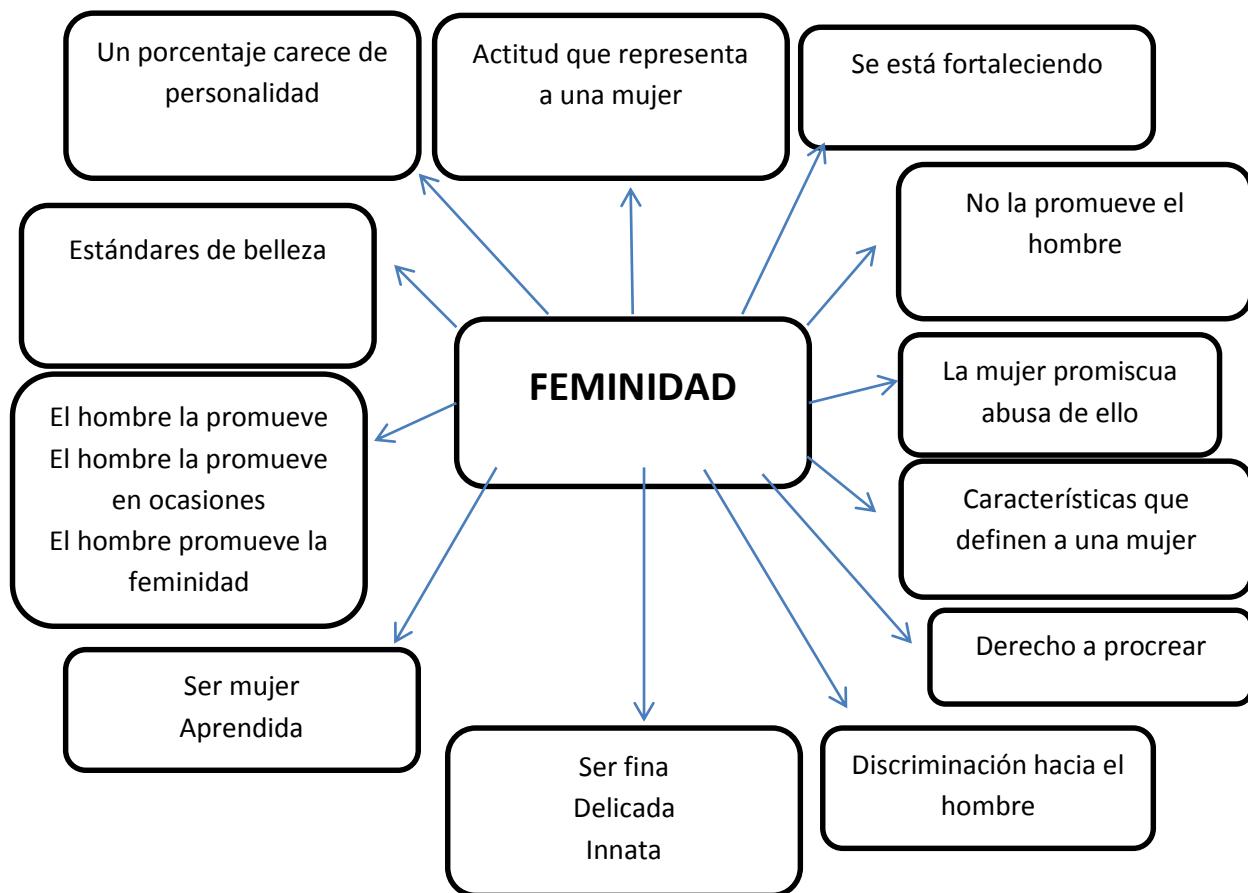 Un porcentaje carece de
personalidad
Actitud que representa
a una mujer
Se está fortaleciendo
No la promueve el
hombre
Estándares de belleza
FEMINIDAD
La mujer promiscua
abusa de ello
El hombre la promueve
El hombre la promueve
en ocasiones
El hombre promueve la
feminidad
Características que
definen a una mujer
Derecho a procrear
Ser mujer
Aprendida
Ser fina
Delicada
Innata
Discriminación hacia el
hombre